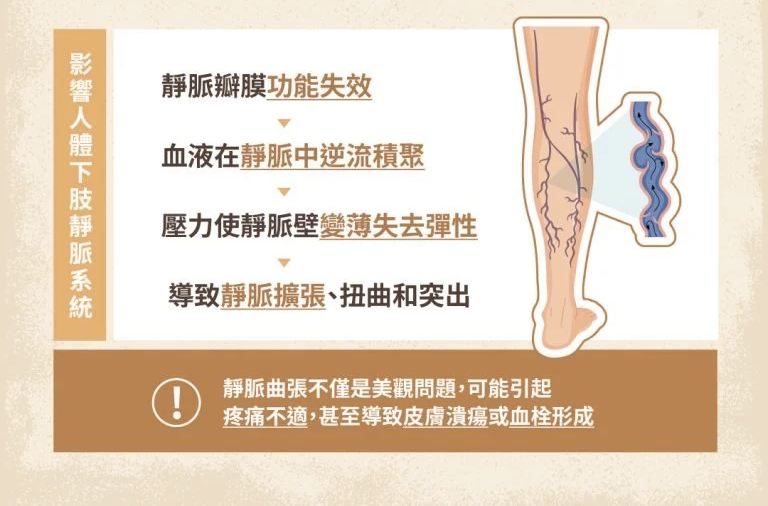 影響人體下肢靜脈系統
靜脈瓣膜功能失效
血液在靜脈中逆流積聚
壓力使靜脈壁變薄失去彈性
導致靜脈擴張、扭曲和突出
靜脈曲張不僅是美觀問題，可能引起
疼痛不適，甚至導致皮膚潰瘍或血栓形成